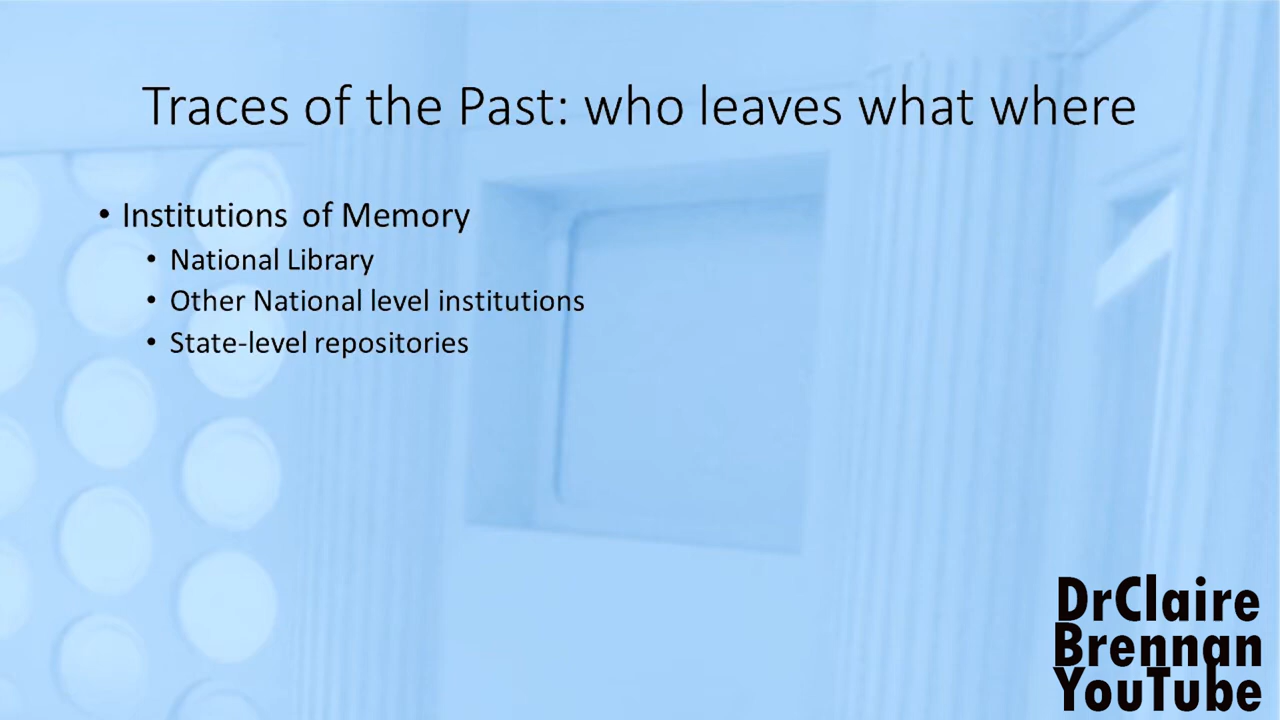 Traces of the Past: who leaves what where
• Institutions of Memory
• National Library
• Other National level institutions
• State-level repositories
DrClaire
Brennan
YouTube